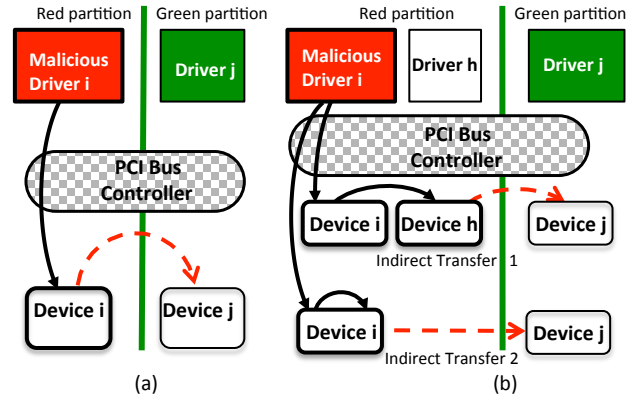 Red partition
Green partition
Malicious
Driver i
Driver j
PCI Bus
Controller
Device i
Device j
(a)
Red partition
Green partition
Malicious
Driver i
Driver h
Driver j
PCI Bus
Controller
Device i
Device h
Device j
Indirect Transfer 1
Device i
Device j
Indirect Transfer 2
(b)